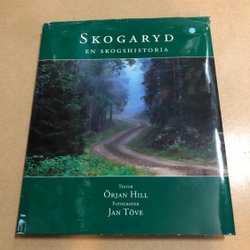 SKOGARYD
EN SKOGSHISTORIA
TEXTER
ÖRJAN HILL
FOTOGRAFIER
JAN TÖVE